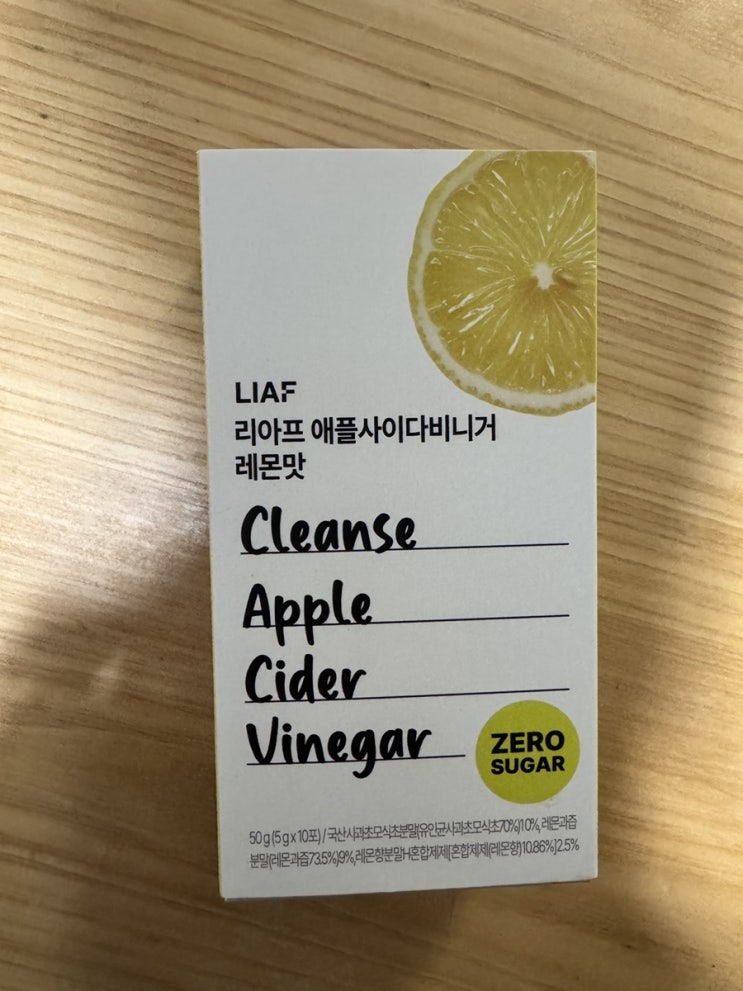 LIAF
리아프 애플사이다비니거
레몬맛
Cleanse
Apple
Cider
Vinegar
ZERO
SUGAR
50 g (5 g x 10포) / 국산사과초모식초분말(유인균사과초모식초70%)10%, 레몬과즙
분말(레몬과즙73.5%)9%, 레몬향분말H혼합제제[혼합제제(레몬향)10.86%]2.5%